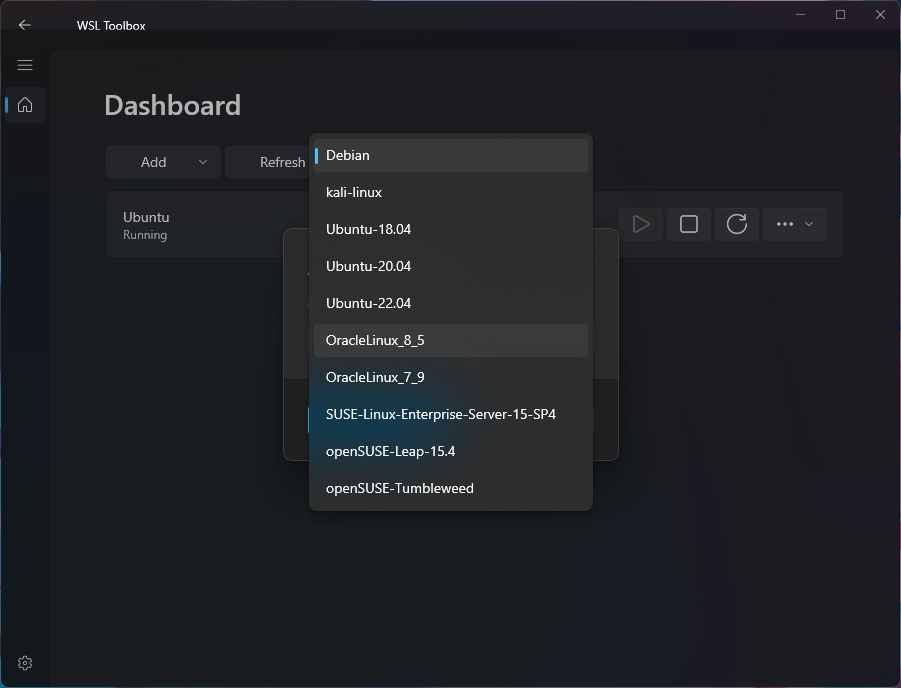 WSL Toolbox
Dashboard
Add
Refresh
Ubuntu
Running
Debian
kali-linux
Ubuntu-18.04
Ubuntu-20.04
Ubuntu-22.04
OracleLinux_8_5
OracleLinux_7_9
SUSE-Linux-Enterprise-Server-15-SP4
openSUSE-Leap-15.4
openSUSE-Tumbleweed